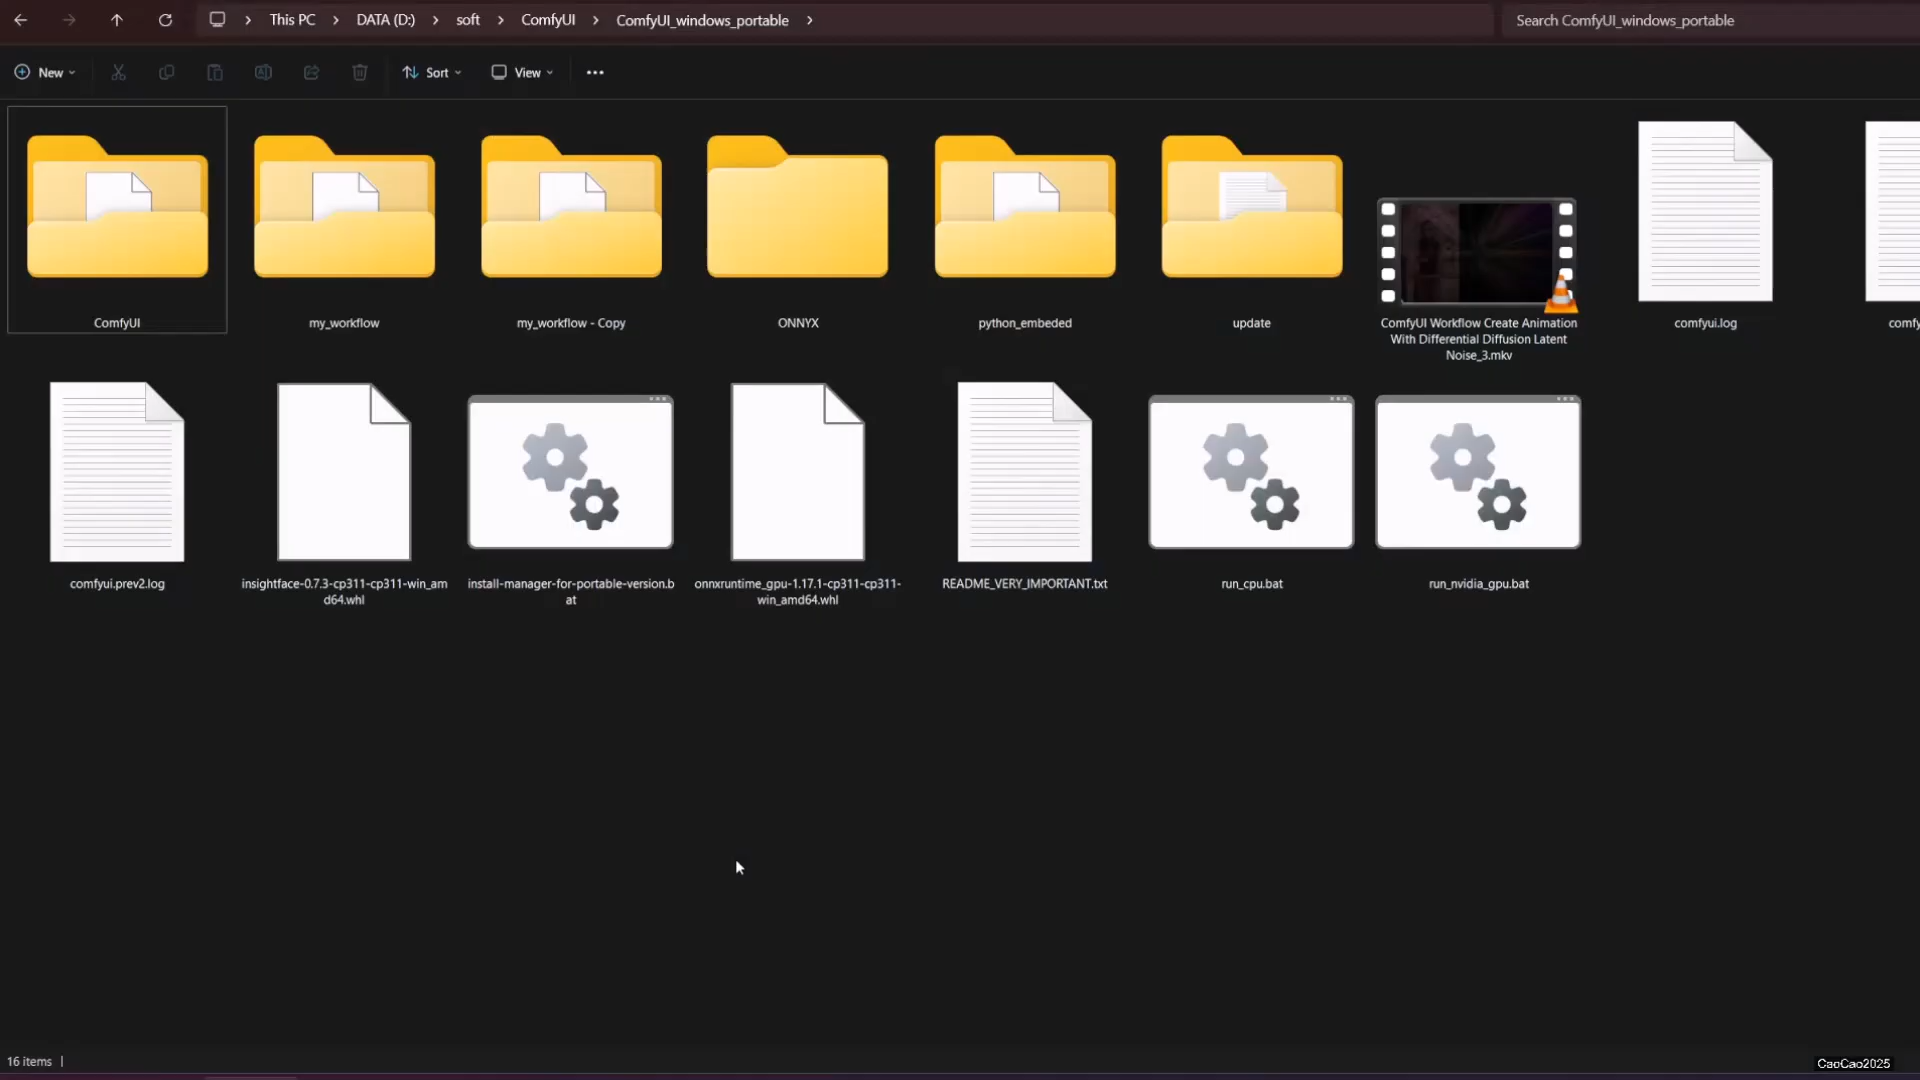 This PC
DATA (D:)
soft
ComfyUI
ComfyUI_windows_portable
Search ComfyUI_windows_portable
New
Sort
View
ComfyUI
my_workflow
my_workflow - Copy
ONNYX
python_embeded
update
ComfyUI Workflow Create Animation
With Differential Diffusion Latent
Noise_3.mkv
comfyui.log
comfy
comfyui.prev2.log
insightface-0.7.3-cp311-cp311-win_am
d64.whl
install-manager-for-portable-version.b
at
onnxruntime_gpu-1.17.1-cp311-cp311-
win_amd64.whl
README_VERY_IMPORTANT.txt
run_cpu.bat
run_nvidia_gpu.bat
16 items
CaoCao2025